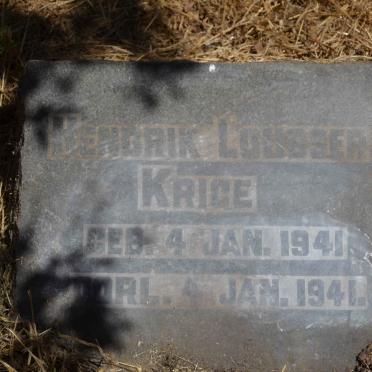 HENDRIK LOUBSER
KRIGE
GEB. 4 JAN. 1941
OORL. 4 JAN. 1941.